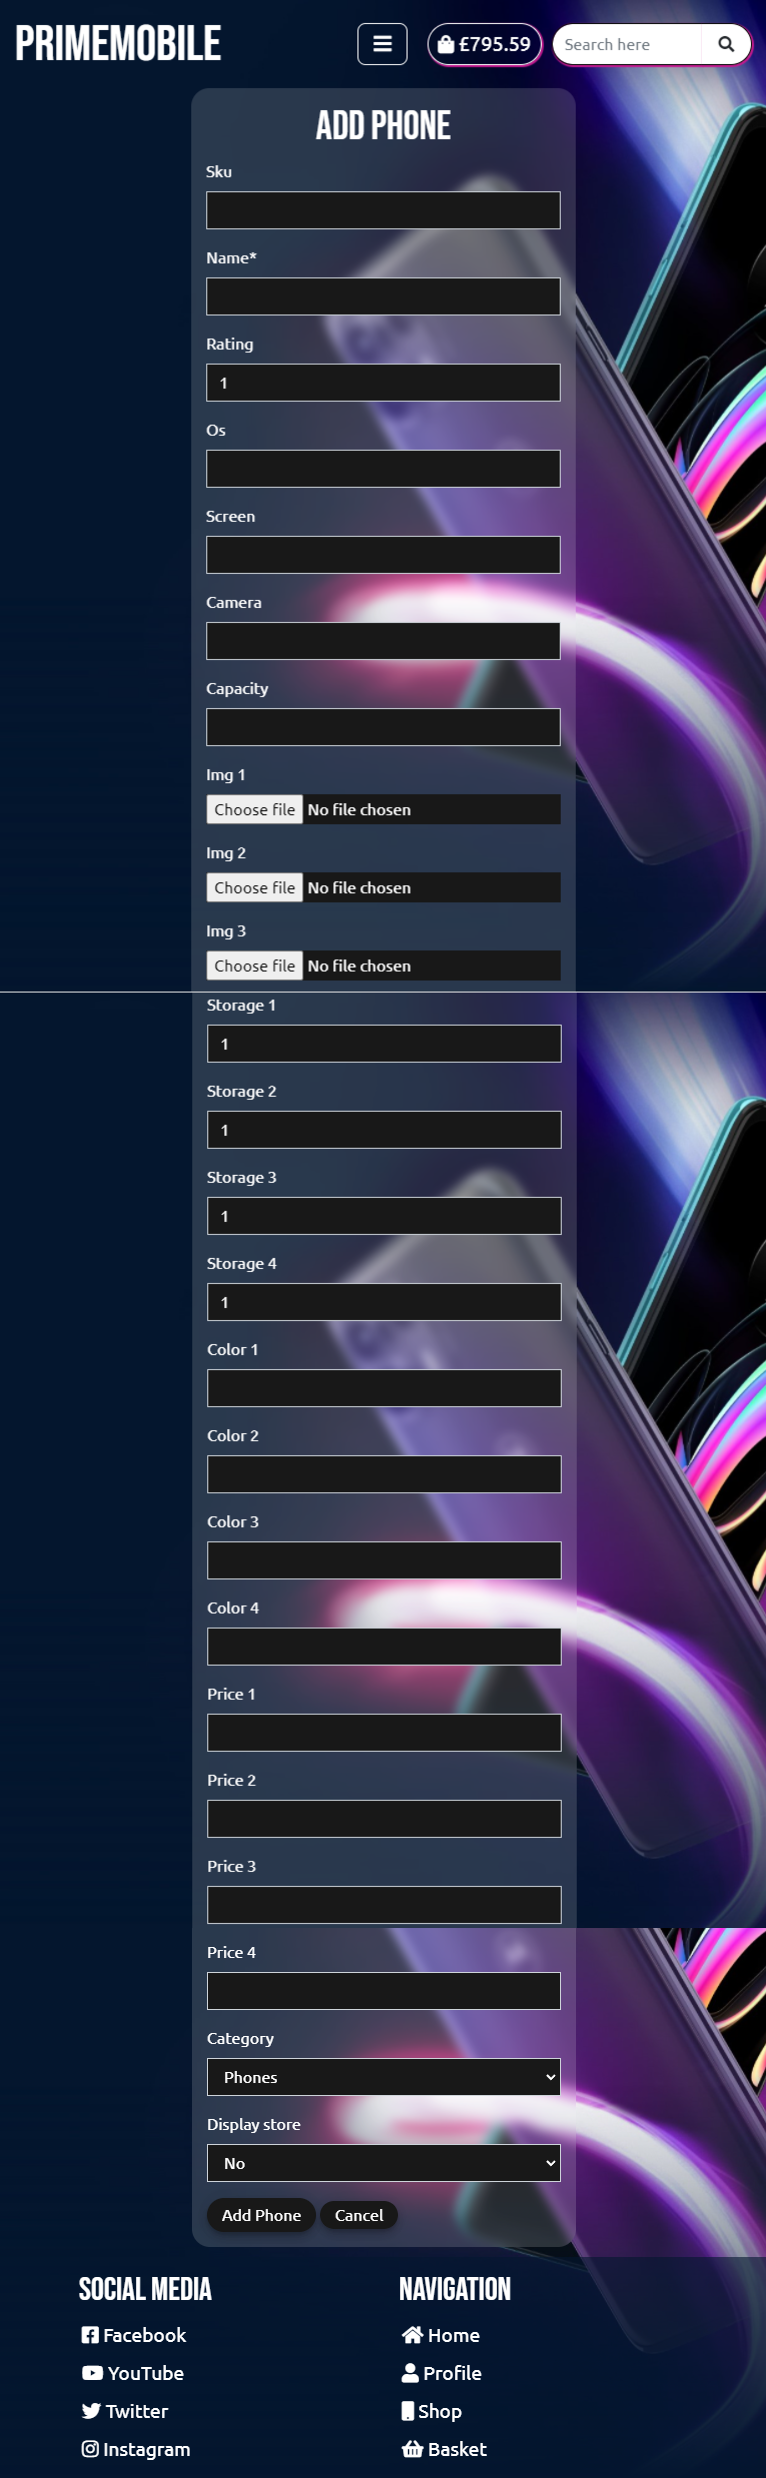 PRIMEMOBILE
£795.59
Search here
ADD PHONE
Sku
Name*
Rating
1
Os
Screen
Camera
Capacity
Img 1
Choose file No file chosen
Img 2
Choose file No file chosen
Img 3
Choose file No file chosen
Storage 1
1
Storage 2
1
Storage 3
1
Storage 4
1
Color 1
Color 2
Color 3
Color 4
Price 1
Price 2
Price 3
Price 4
Category
Phones
Display store
No
Add Phone Cancel
SOCIAL MEDIA
Facebook
YouTube
Twitter
Instagram
NAVIGATION
Home
Profile
Shop
Basket